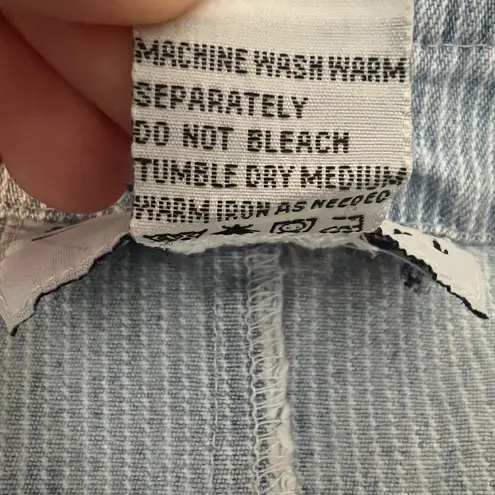 MACHINE WASH WARM
SEPARATELY
DO NOT BLEACH
TUMBLE DRY MEDIUM
WARM IRON AS NEEDED